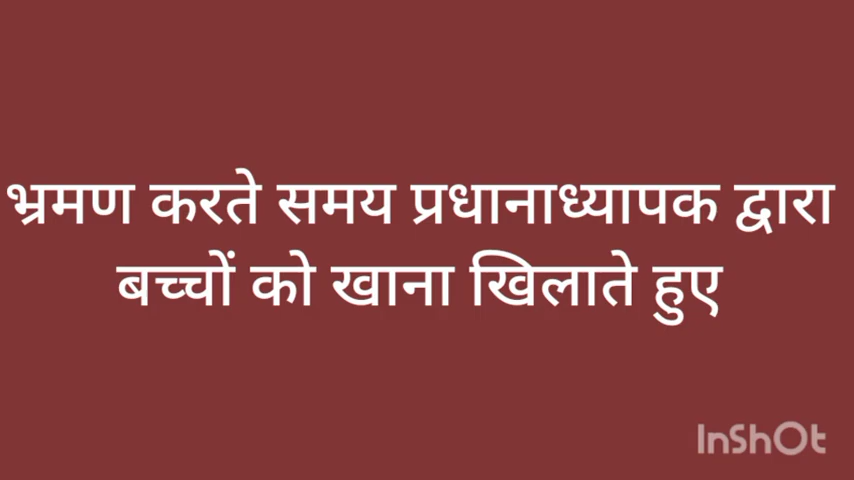 भ्रमण करते समय प्रधानाध्यापक द्वारा
बच्चों को खाना खिलाते हुए
InShOt